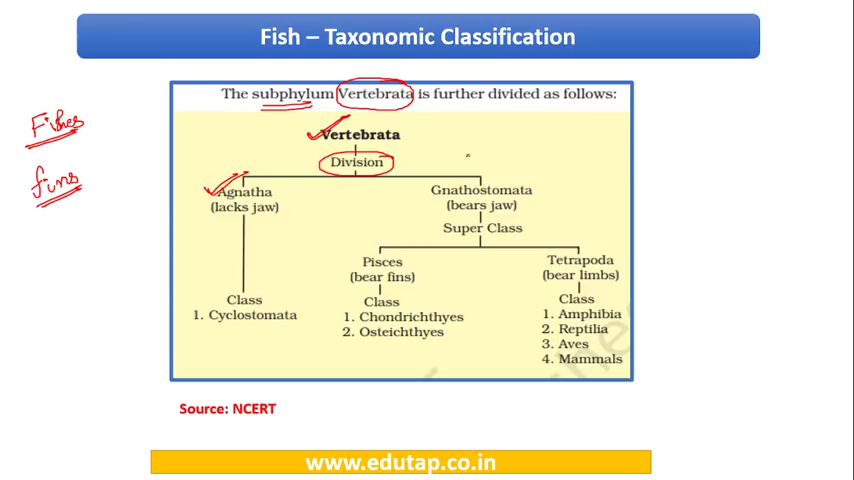 Fish – Taxonomic Classification
The subphylum Vertebrata is further divided as follows:
Fishes
fins
Vertebrata
Division
Agnatha
(lacks jaw)
Gnathostomata
(bears jaw)
Super Class
Pisces
(bear fins)
Tetrapoda
(bear limbs)
Class
1. Cyclostomata
Class
1. Chondrichthyes
2. Osteichthyes
Class
1. Amphibia
2. Reptilia
3. Aves
4. Mammals
Source: NCERT
www.edutap.co.in